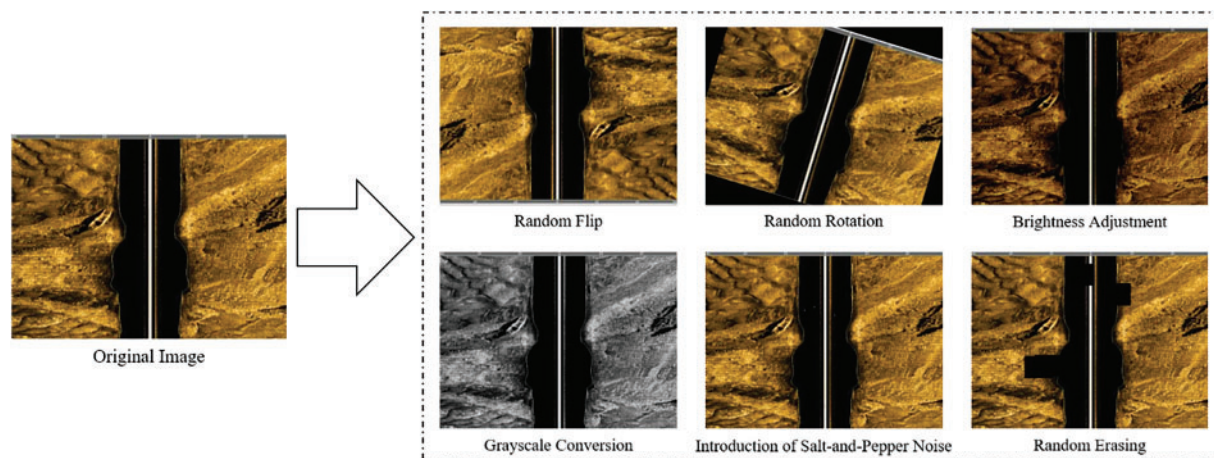 Original Image
Random Flip
Random Rotation
Brightness Adjustment
Grayscale Conversion
Introduction of Salt-and-Pepper Noise
Random Erasing